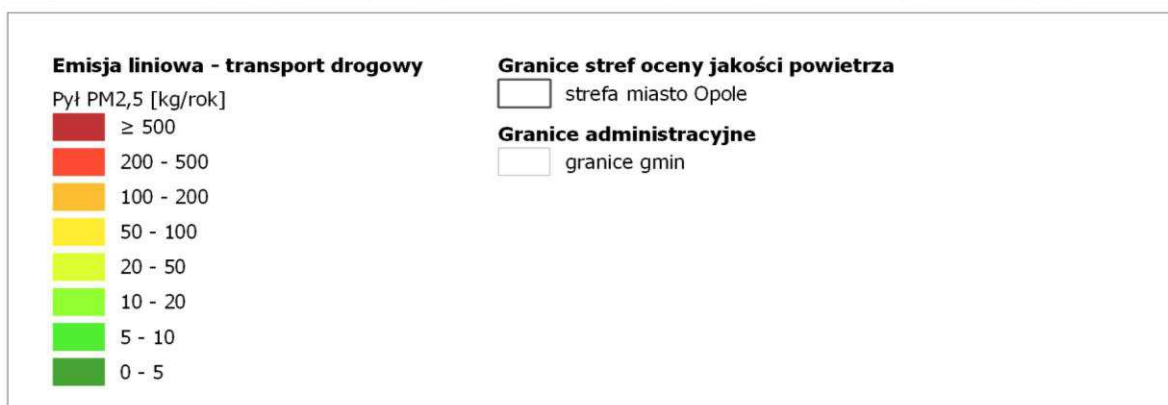 Emisja liniowa - transport drogowy
Pył PM2,5 [kg/rok]
≥ 500
200 - 500
100 - 200
50 - 100
20 - 50
10 - 20
5 - 10
0 - 5
Granice stref oceny jakości powietrza
strefa miasto Opole
Granice administracyjne
granice gmin